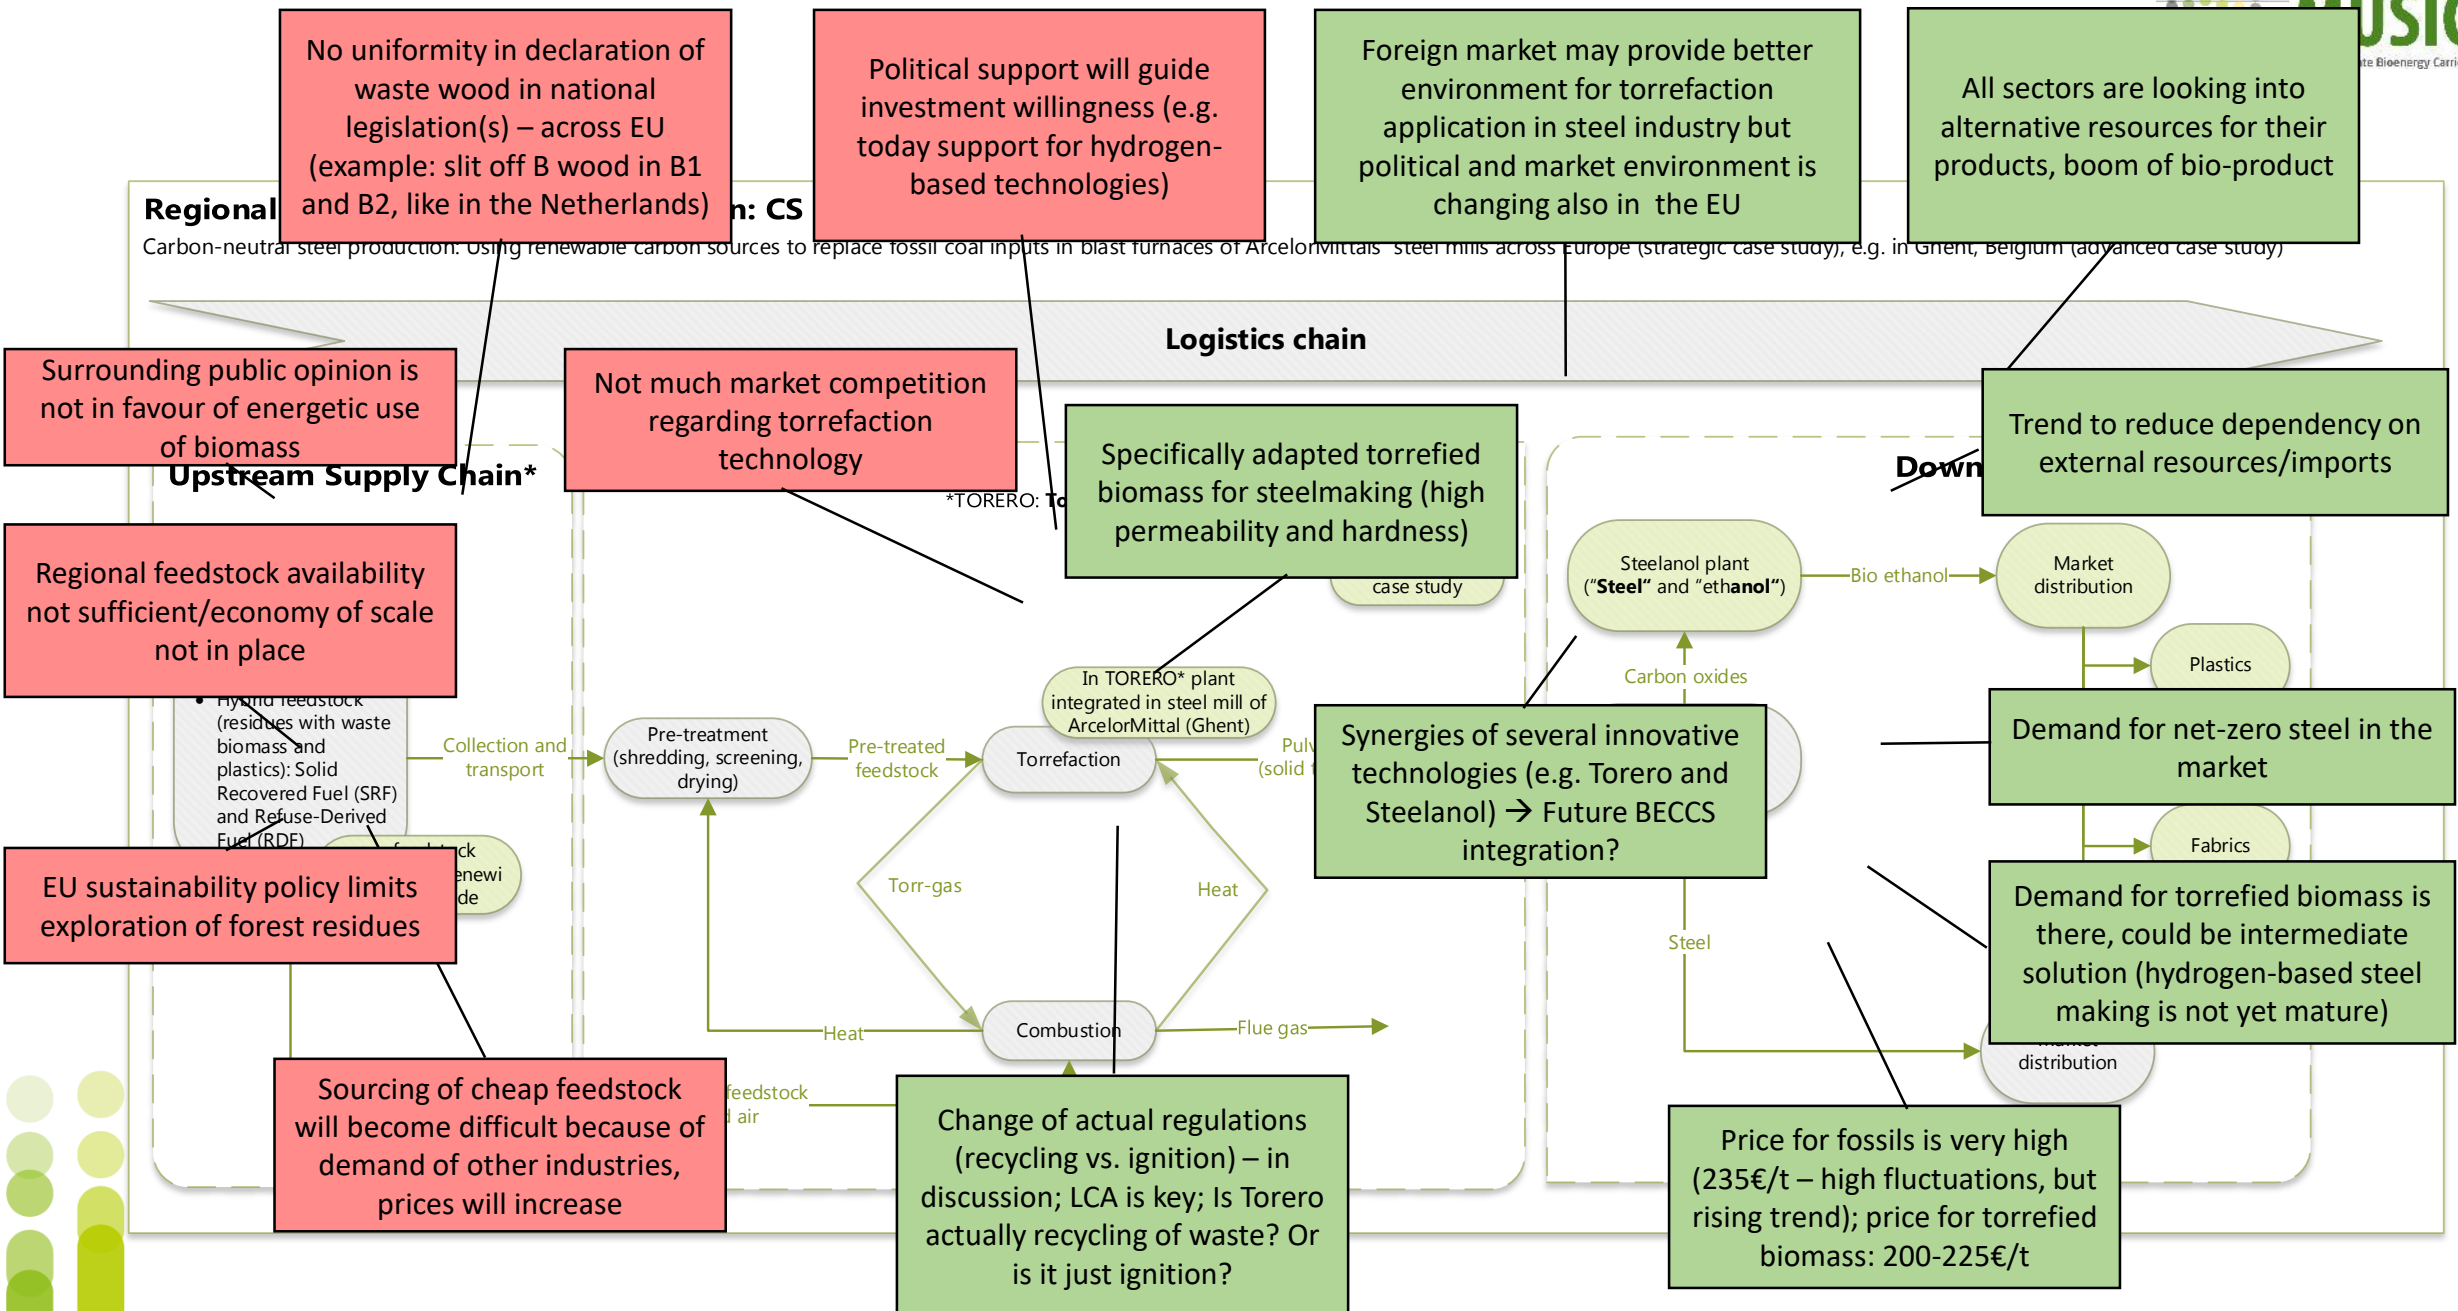 No uniformity in declaration of
waste wood in national
legislation(s) – across EU
(example: slit off B wood in B1
and B2, like in the Netherlands)
Political support will guide
investment willingness (e.g.
today support for hydrogen-
based technologies)
Foreign market may provide better
environment for torrefaction
application in steel industry but
political and market environment is
changing also in the EU
All sectors are looking into
alternative resources for their
products, boom of bio-product
Regional
n: CS
Carbon-neutral steel production: Using renewable carbon sources to replace fossil coal inputs in blast furnaces of ArcelorMittals' steel mills across Europe (strategic case study), e.g. in Ghent, Belgium (advanced case study)
Logistics chain
Surrounding public opinion is
not in favour of energetic use
of biomass
Not much market competition
regarding torrefaction
technology
Specifically adapted torrefied
biomass for steelmaking (high
permeability and hardness)
Trend to reduce dependency on
external resources/imports
Upstream Supply Chain*
*TORERO: To
Down
case study
Regional feedstock availability
not sufficient/economy of scale
not in place
Steelanol plant
("Steel“ and "ethanol“)
Bio ethanol
Market
distribution
Plastics
Carbon oxides
• Hybrid feedstock
(residues with waste
biomass and
plastics): Solid
Recovered Fuel (SRF)
and Refuse-Derived
Fuel (RDF)
Collection and
transport
Pre-treatment
(shredding, screening,
drying)
Pre-treated
feedstock
In TORERO* plant
integrated in steel mill of
ArcelorMittal (Ghent)
Torrefaction
(solid
Synergies of several innovative
technologies (e.g. Torero and
Steelanol) → Future BECCS
integration?
Demand for net-zero steel in the
market
Fabrics
EU sustainability policy limits
exploration of forest residues
Torr-gas
Heat
Demand for torrefied biomass is
there, could be intermediate
solution (hydrogen-based steel
making is not yet mature)
Steel
Heat
Combustion
Flue gas
distribution
Sourcing of cheap feedstock
will become difficult because of
demand of other industries,
prices will increase
feedstock
air
Change of actual regulations
(recycling vs. ignition) – in
discussion; LCA is key; Is Torero
actually recycling of waste? Or
is it just ignition?
Price for fossils is very high
(235€/t – high fluctuations, but
rising trend); price for torrefied
biomass: 200-225€/t